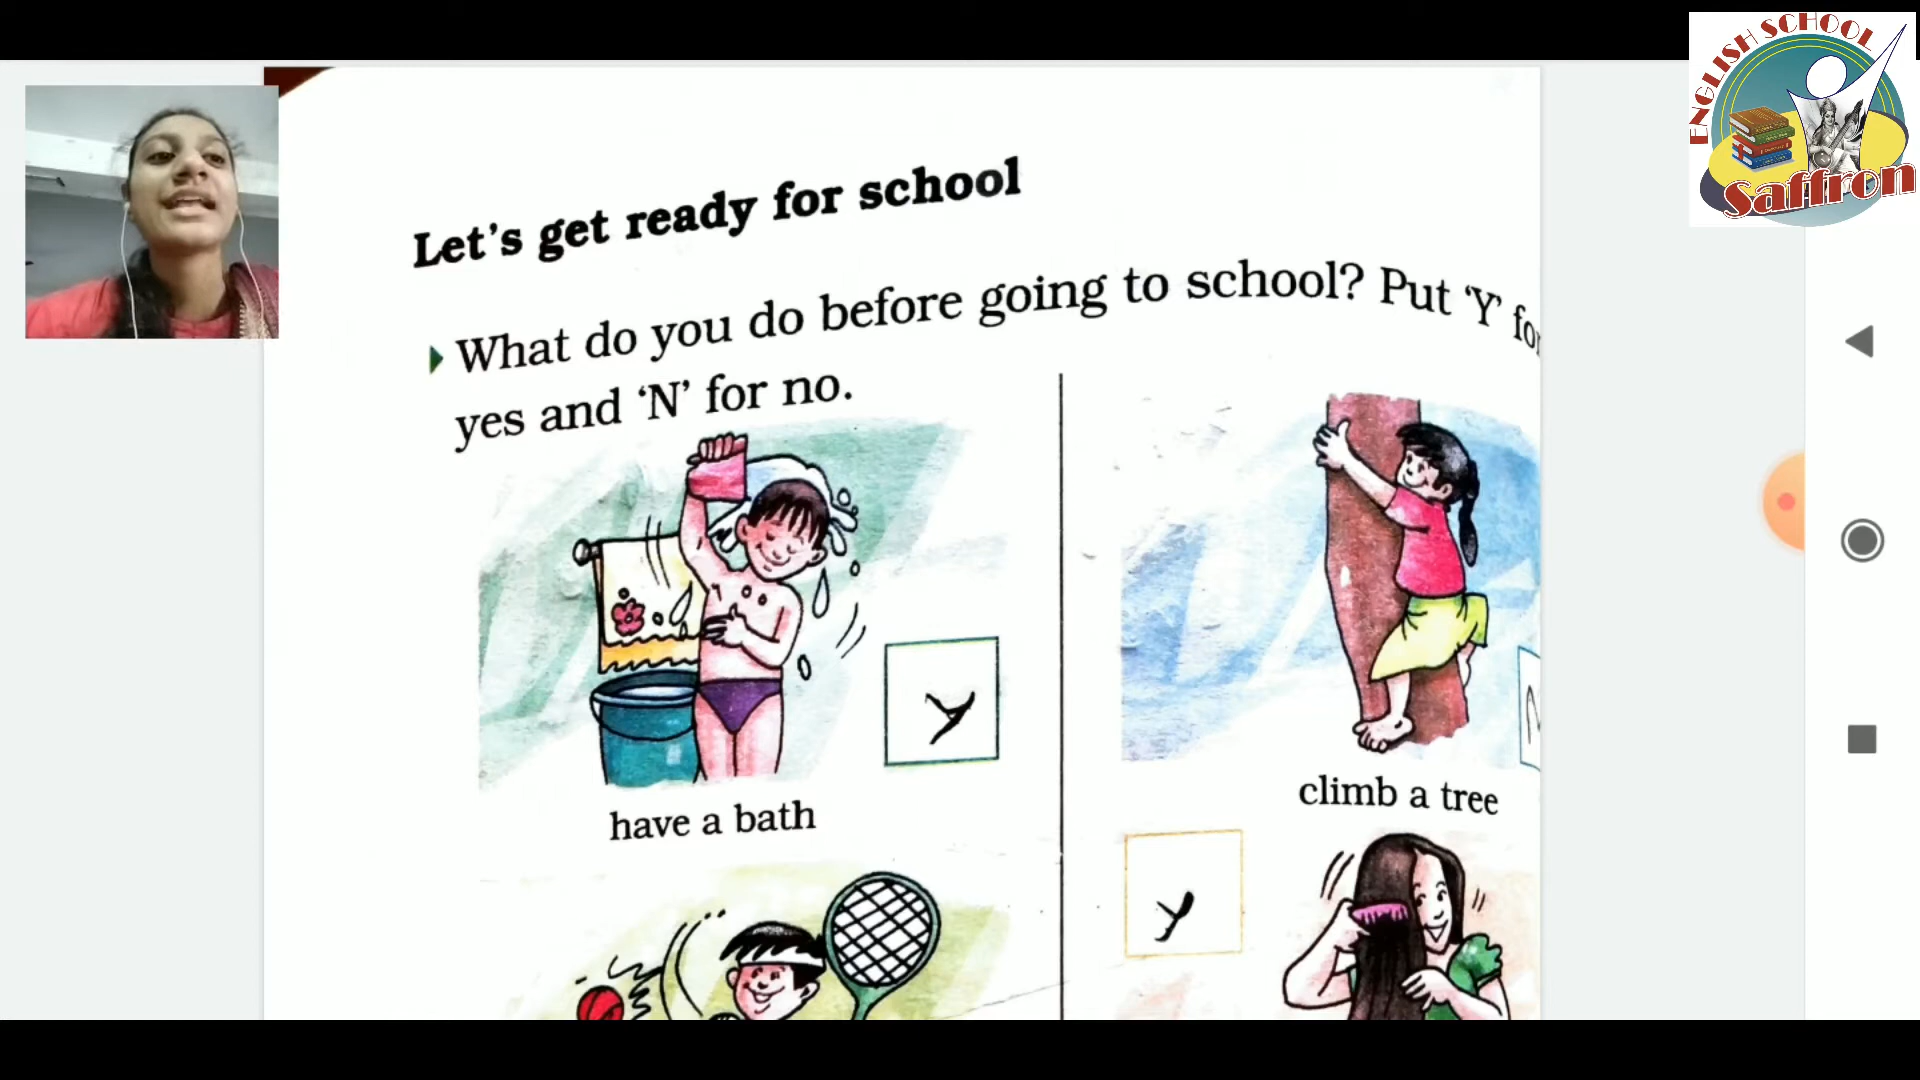 ENGLISH SCHOOL
Saffron
Let's get ready for school
What do you do before going to school? Put 'Y' for
yes and 'N' for no.
y
have a bath
climb a tree
y